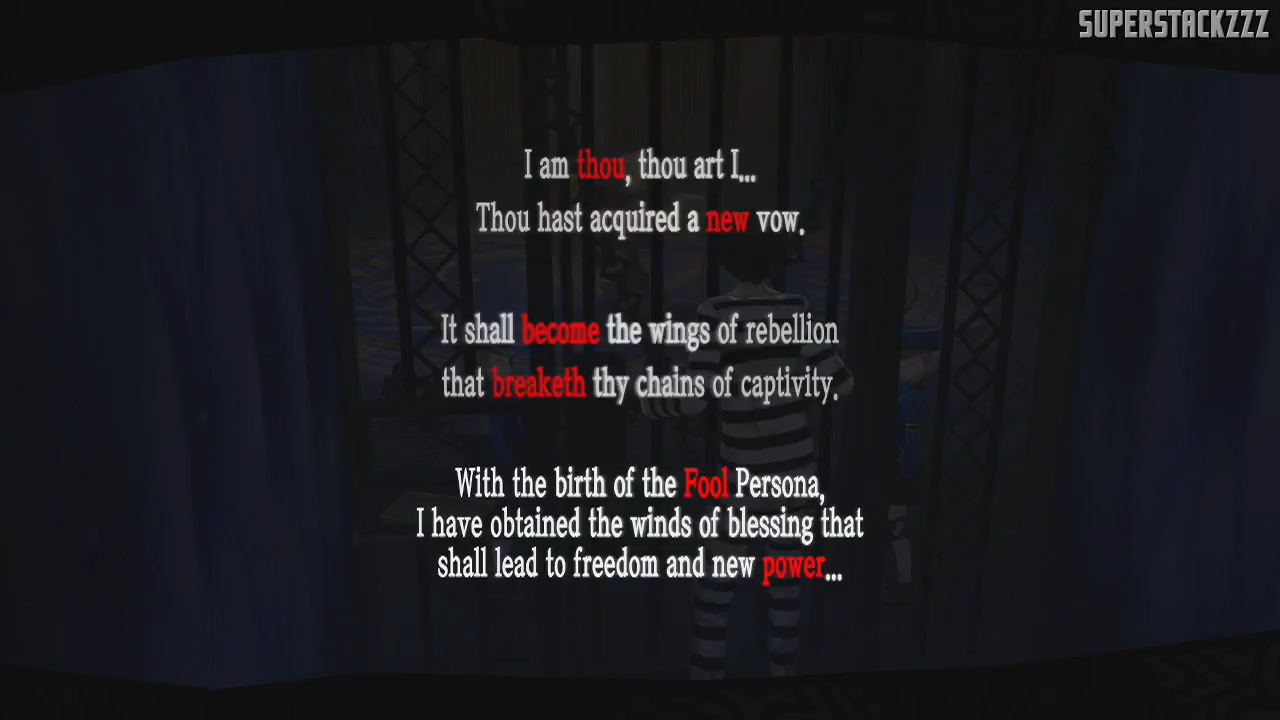 SUPERSTACKZZZ
I am thou, thou art I...
Thou hast acquired a new vow.
It shall become the wings of rebellion
that breaketh thy chains of captivity.
With the birth of the Fool Persona,
I have obtained the winds of blessing that
shall lead to freedom and new power...